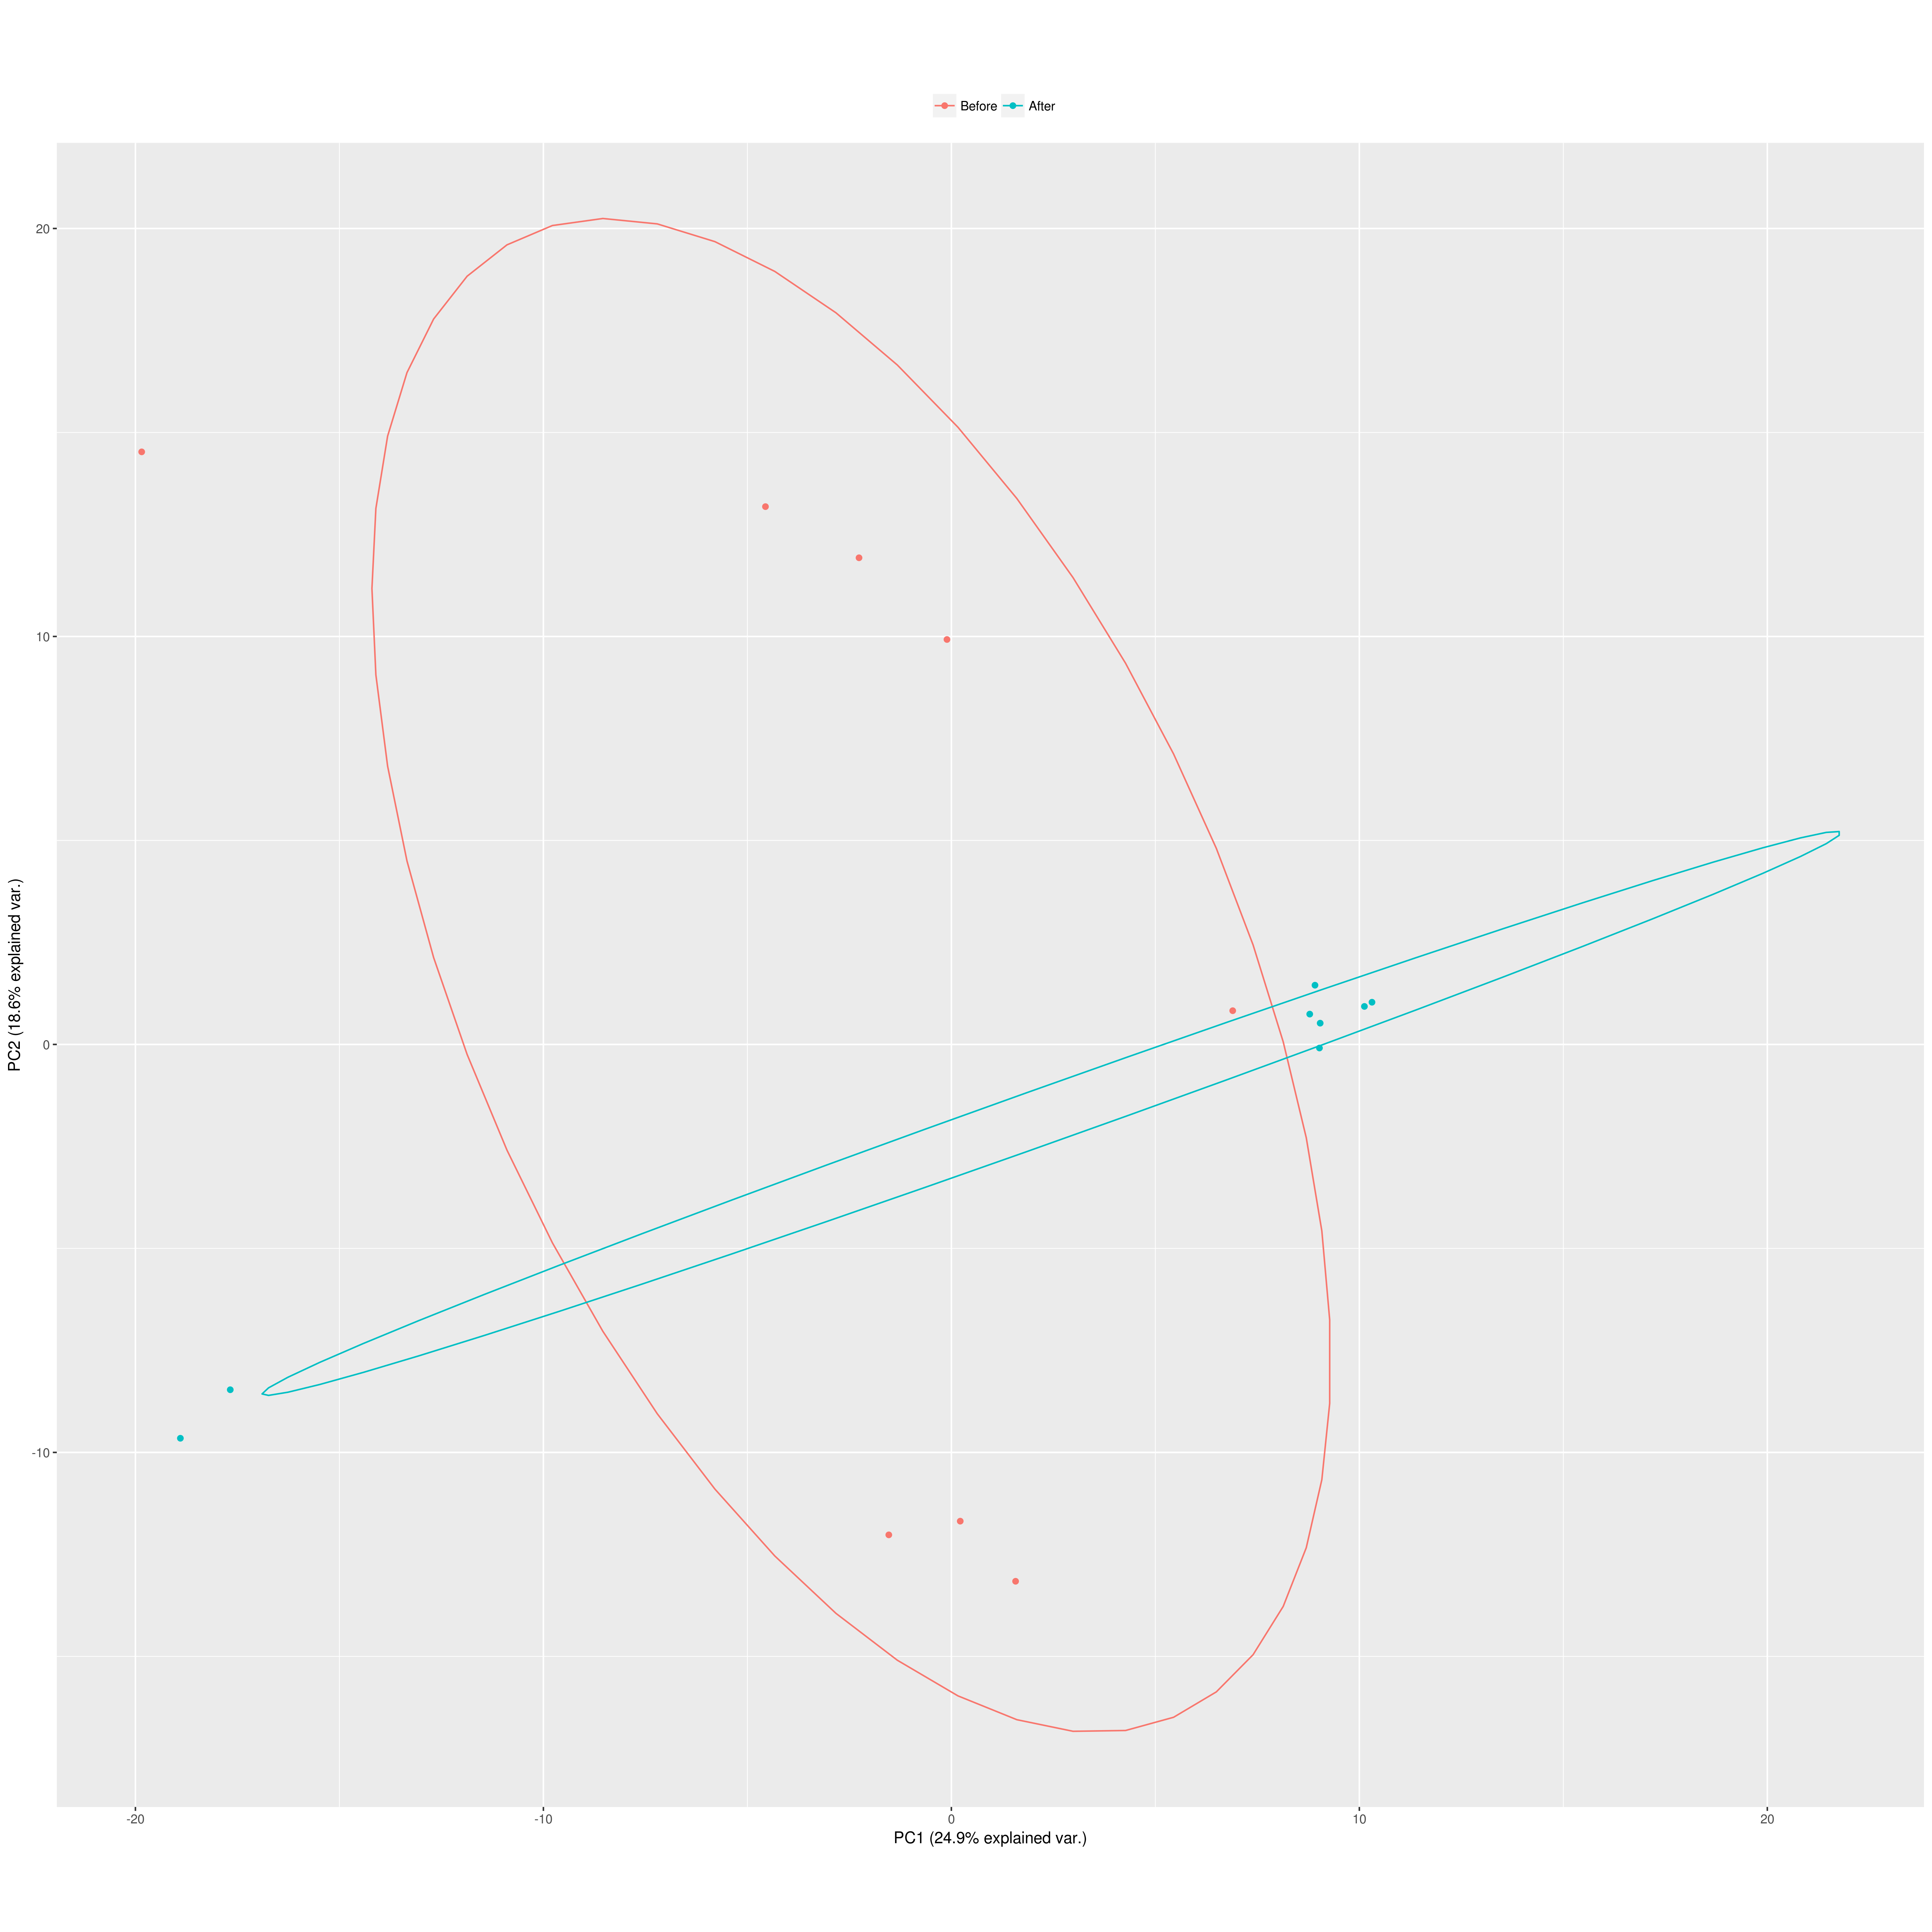 Before After
20
10
0
-10
PC2 (18.6% explained var.)
-20 -10 0 10 20
PC1 (24.9% explained var.)